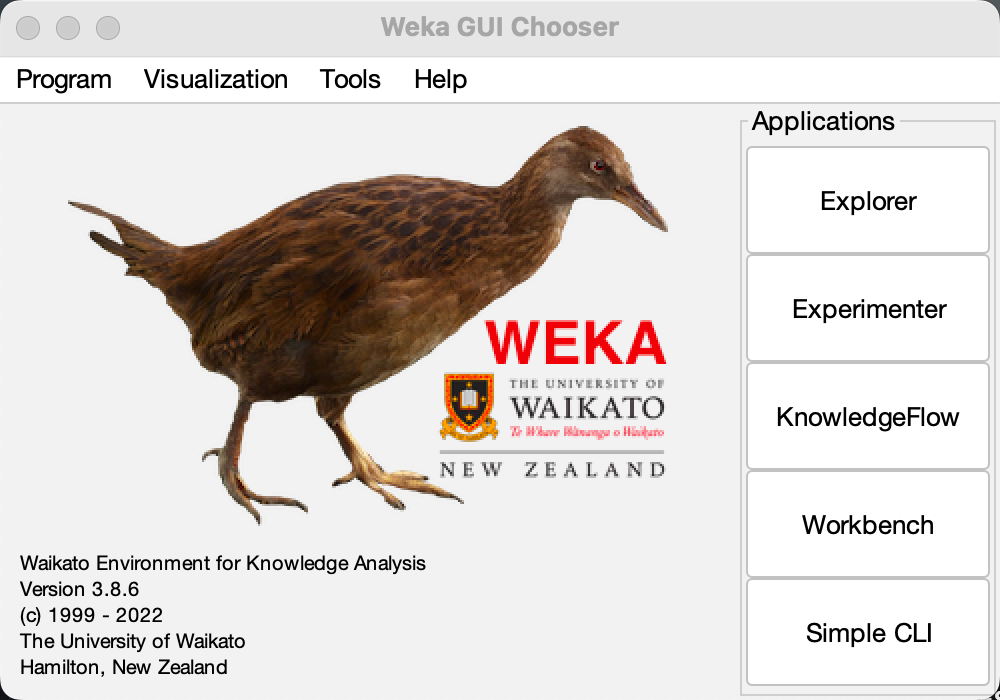 Weka GUI Chooser
Program Visualization Tools Help
Applications
Explorer
Experimenter
KnowledgeFlow
Workbench
Simple CLI
WEKA
THE UNIVERSITY OF
WAIKATO
Te Whare Wānanga o Waikato
NEW ZEALAND
Waikato Environment for Knowledge Analysis
Version 3.8.6
(c) 1999 - 2022
The University of Waikato
Hamilton, New Zealand